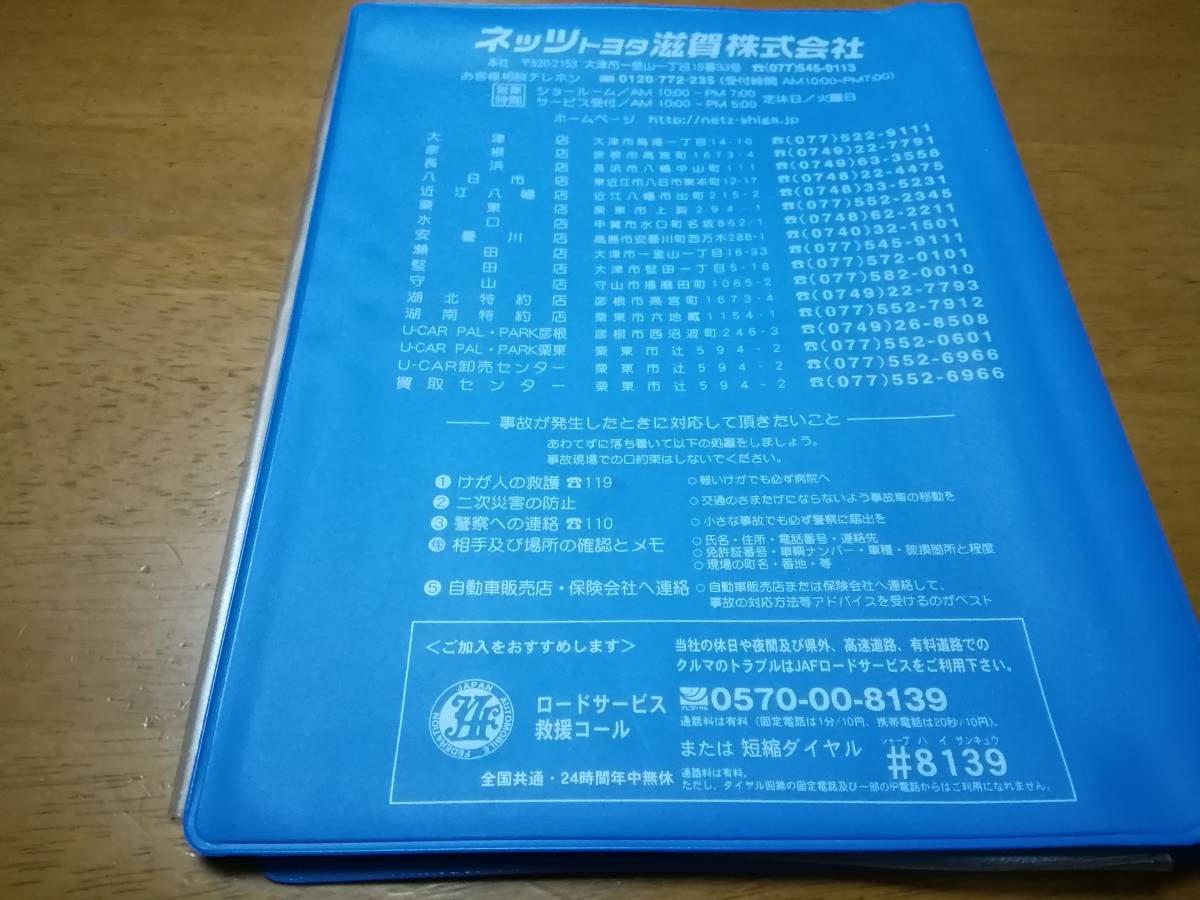 ネッツトヨタ滋賀株式会社
本社 〒520-2153 大津市一里山一丁目18番33号 ☎(077)545-9113
お客様相談テレホン 0120-772-235(受付時間 AM10:00~PM7:00)
営業時間 ショールーム/AM 10:00~PM 7:00 定休日/火曜日
サービス受付/AM 10:00~PM 5:00
ホームページ http://netz-shiga.jp
大津店 大津市馬場一丁目14-10 ☎(077)522-9111
彦根店 彦根市高宮町1673-4 ☎(0749)22-7791
長浜店 長浜市八幡中山町1-1 ☎(0749)63-3558
八日市店 東近江市八日市東本町12-17 ☎(0748)22-4475
近江八幡店 近江八幡市出町215-2 ☎(0748)33-5231
栗東店 栗東市上鈎294-1 ☎(077)552-2345
水口店 甲賀市水口町名坂862/1 ☎(0748)62-2211
安曇川店 高島市安曇川町西万木288-1 ☎(0740)32-1501
瀬田店 大津市一里山一丁目18-33 ☎(077)545-9111
堅田店 大津市堅田一丁目5-18 ☎(077)572-0101
守山店 守山市播磨田町1065-2 ☎(077)582-0010
湖北特約店 彦根市高宮町1673-4 ☎(0749)22-7793
湖南特約店 栗東市六地蔵1154-1 ☎(077)552-7912
U-CAR PAL・PARK彦根 彦根市西沼波町246-3 ☎(0749)26-8508
U-CAR PAL・PARK栗東 栗東市辻594-2 ☎(077)552-0601
U-CAR卸売センター 栗東市辻594-2 ☎(077)552-6966
買取センター 栗東市辻594-2 ☎(077)552-6966
事故が発生したときに対応して頂きたいこと
あわてずに落ち着いて以下の処置をしましょう。
事故現場での口約束はしないでください。
❶けが人の救護 ☎119 ○軽いけがでも必ず病院へ
❷二次災害の防止 ○交通のさまたげにならないよう事故車の移動を
❸警察への連絡 ☎110 ○小さな事故でも必ず警察に届出を
❹相手及び場所の確認とメモ ○氏名・住所・電話番号・連絡先
○免許証番号・車輌ナンバー・車種・破損箇所と程度
○現場の町名・番地・等
❺自動車販売店・保険会社へ連絡 ○自動車販売店または保険会社へ連絡して、
事故の対応方法等アドバイスを受けるのがベスト
<ご加入をおすすめします>
当社の休日や夜間及び県外、高速道路、有料道路での
クルマのトラブルはJAFロードサービスをご利用下さい。
JAPAN AUTOMOBILE FEDERATION
JAF
ロードサービス
救援コール
0570-00-8139
通話料は有料(固定電話は1分/10円、携帯電話は20秒/10円)。
または 短縮ダイヤル
シャープ ハイ サンキュウ
#8139
全国共通・24時間年中無休
通話料は有料。
ただし、ダイヤル回線の固定電話及び一部のIP電話からはご利用になれません。